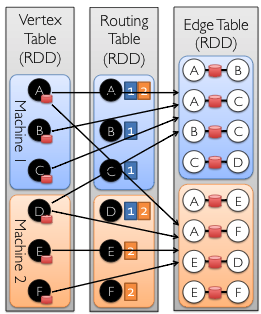 Vertex
Table
(RDD)
Routing
Table
(RDD)
Edge Table
(RDD)
Machine 1
Machine 2
A
B
C
D
E
F
A 1 2
B 1
C 1
D 1 2
E 2
F 2
A B
A C
B C
C D
A E
A F
E D
E F